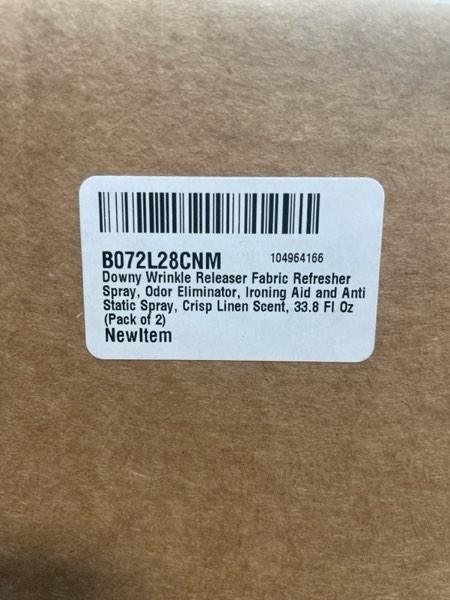 B072L28CNM 104964166
Downy Wrinkle Releaser Fabric Refresher
Spray, Odor Eliminator, Ironing Aid and Anti
Static Spray, Crisp Linen Scent, 33.8 Fl Oz
(Pack of 2)
NewItem